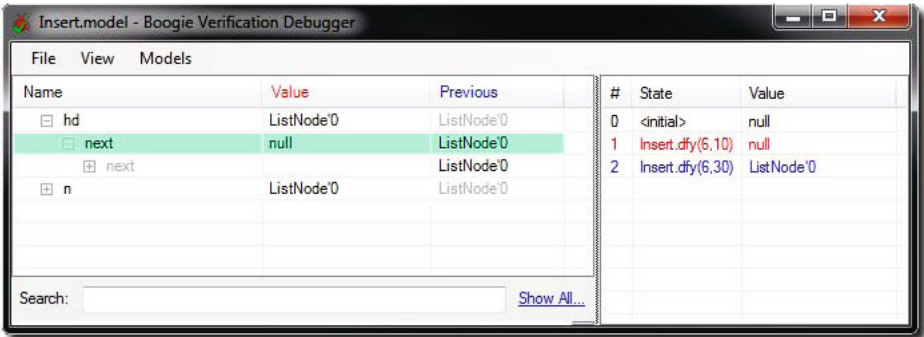 Insert.model - Boogie Verification Debugger
File View Models
Name Value Previous
hd ListNode'0 ListNode'0
next null ListNode'0
next ListNode'0
n ListNode'0 ListNode'0
Search: Show All...
# State Value
0 <initial> null
1 Insert.dfy(6,10) null
2 Insert.dfy(6,30) ListNode'0